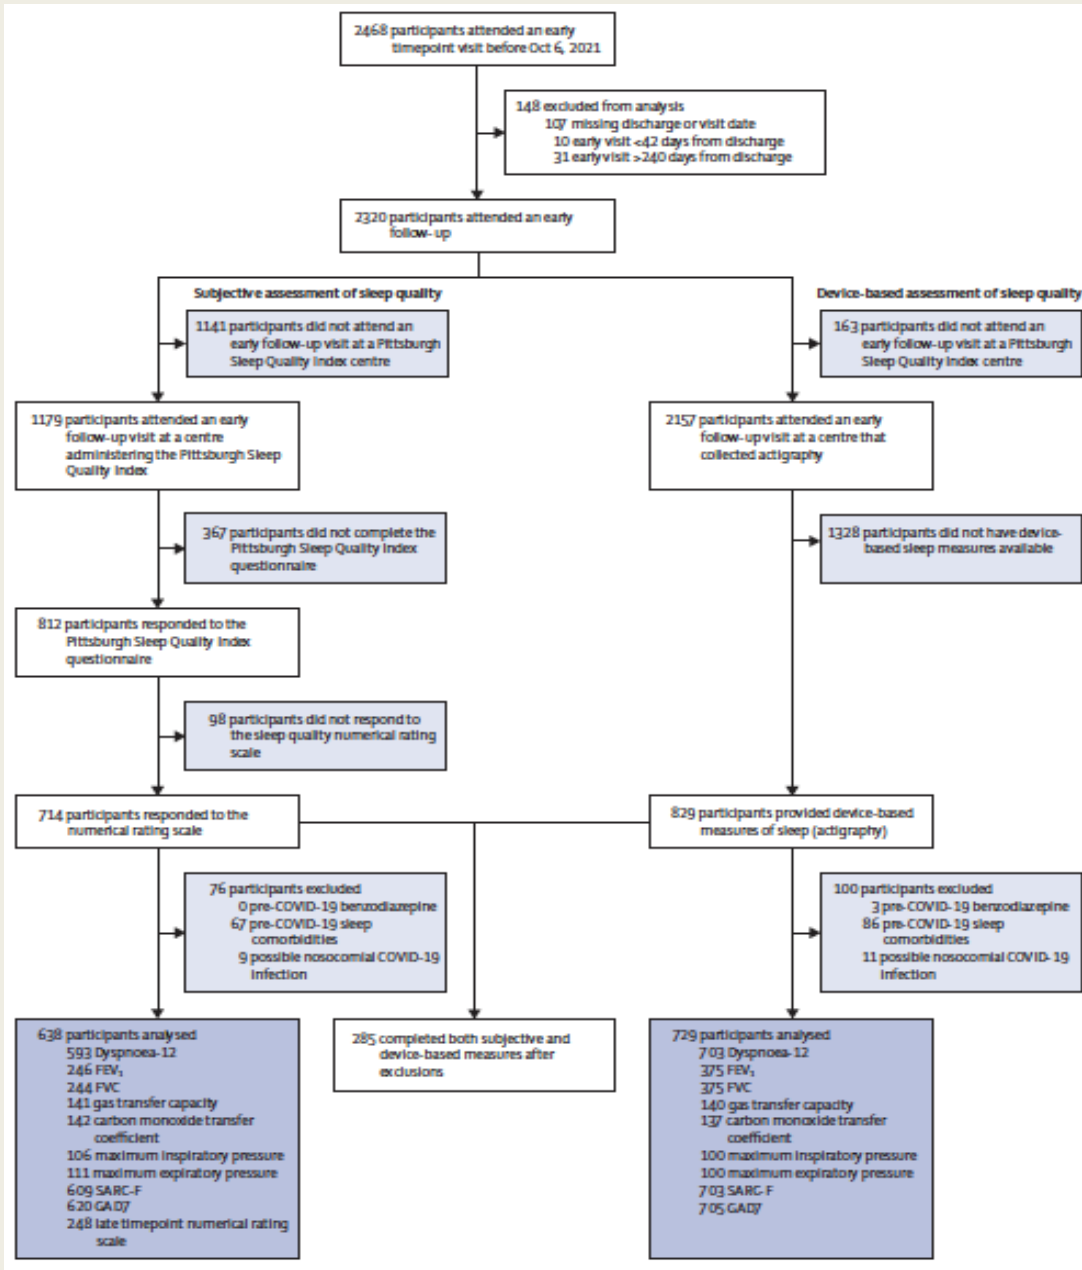 2468 participants attended an early
timepoint visit before Oct 6, 2021
148 excluded from analysis
107 missing discharge or visit date
10 early visit <42 days from discharge
31 early visit >240 days from discharge
2320 participants attended an early
follow-up
Subjective assessment of sleep quality
1141 participants did not attend an
early follow-up visit at a Pittsburgh
Sleep Quality Index centre
1179 participants attended an early
follow-up visit at a centre
administering the Pittsburgh Sleep
Quality Index
367 participants did not complete the
Pittsburgh Sleep Quality Index
questionnaire
812 participants responded to the
Pittsburgh Sleep Quality Index
questionnaire
98 participants did not respond to
the sleep quality numerical rating
scale
714 participants responded to the
numerical rating scale
76 participants excluded
0 pre-COVID-19 benzodiazepine
67 pre-COVID-19 sleep
comorbidities
9 possible nosocomial COVID-19
infection
638 participants analysed
593 Dyspnoea-12
246 FEV₁
244 FVC
141 gas transfer capacity
142 carbon monoxide transfer
coefficient
106 maximum inspiratory pressure
111 maximum expiratory pressure
609 SARC-F
620 GAD7
248 late timepoint numerical rating
scale
285 completed both subjective and
device-based measures after
exclusions
Device-based assessment of sleep quality
163 participants did not attend an
early follow-up visit at a Pittsburgh
Sleep Quality Index centre
2157 participants attended an early
follow-up visit at a centre that
collected actigraphy
1328 participants did not have device-
based sleep measures available
829 participants provided device-based
measures of sleep (actigraphy)
100 participants excluded
3 pre-COVID-19 benzodiazepine
86 pre-COVID-19 sleep
comorbidities
11 possible nosocomial COVID-19
infection
729 participants analysed
703 Dyspnoea-12
375 FEV₁
375 FVC
140 gas transfer capacity
137 carbon monoxide transfer
coefficient
100 maximum inspiratory pressure
100 maximum expiratory pressure
703 SARC-F
705 GAD7